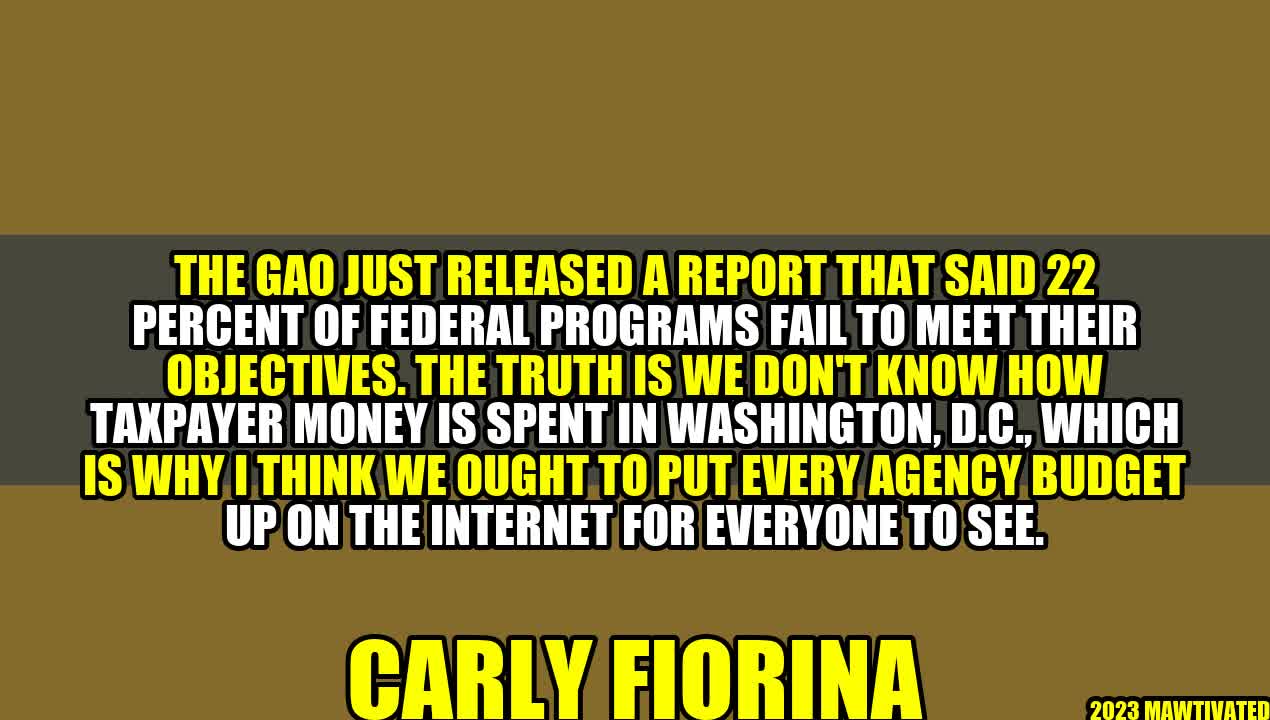 THE GAO JUST RELEASED A REPORT THAT SAID 22
PERCENT OF FEDERAL PROGRAMS FAIL TO MEET THEIR
OBJECTIVES. THE TRUTH IS WE DON'T KNOW HOW
TAXPAYER MONEY IS SPENT IN WASHINGTON, D.C., WHICH
IS WHY I THINK WE OUGHT TO PUT EVERY AGENCY BUDGET
UP ON THE INTERNET FOR EVERYONE TO SEE.
CARLY FIORINA
2023 MAWTIVATED